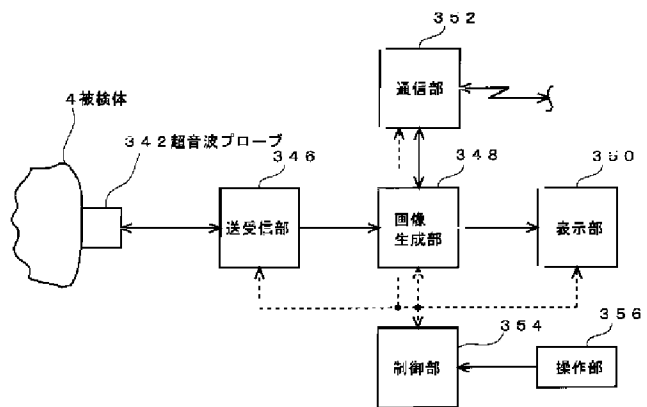 352
通信部
4被検体
342超音波プローブ
346
348
350
送受信部
画像
生成部
表示部
354
356
制御部
操作部